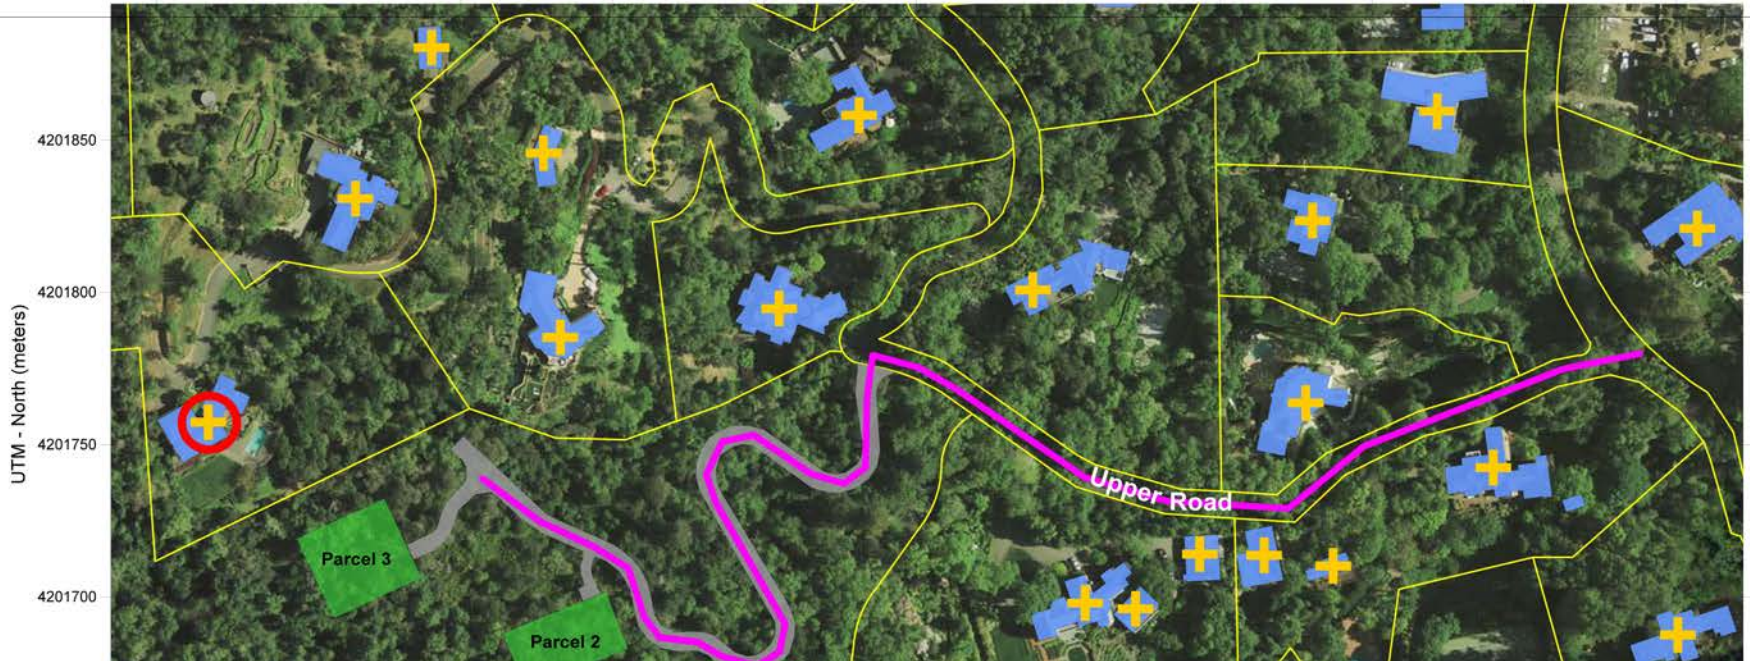 UTM - North (meters)
4201850
4201800
4201750
4201700
Upper Road
Parcel 3
Parcel 2